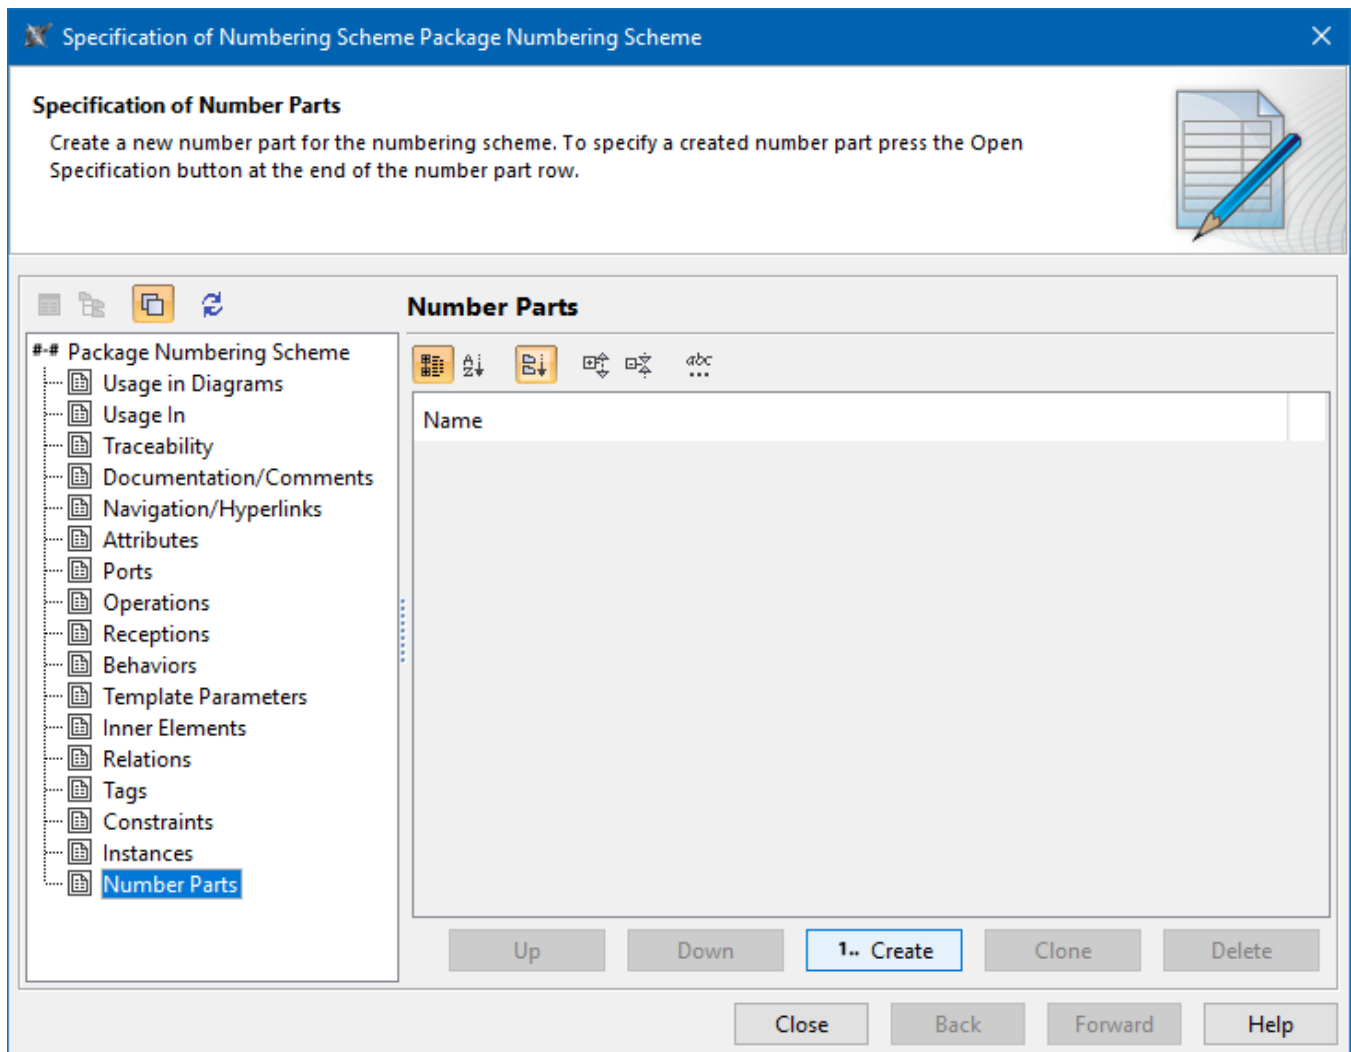 Specification of Numbering Scheme Package Numbering Scheme
Specification of Number Parts
Create a new number part for the numbering scheme. To specify a created number part press the Open
Specification button at the end of the number part row.
Number Parts
#-# Package Numbering Scheme
Usage in Diagrams
Usage In
Traceability
Documentation/Comments
Navigation/Hyperlinks
Attributes
Ports
Operations
Receptions
Behaviors
Template Parameters
Inner Elements
Relations
Tags
Constraints
Instances
Number Parts
A
Z
abc
...
Name
Up Down 1.. Create Clone Delete
Close Back Forward Help